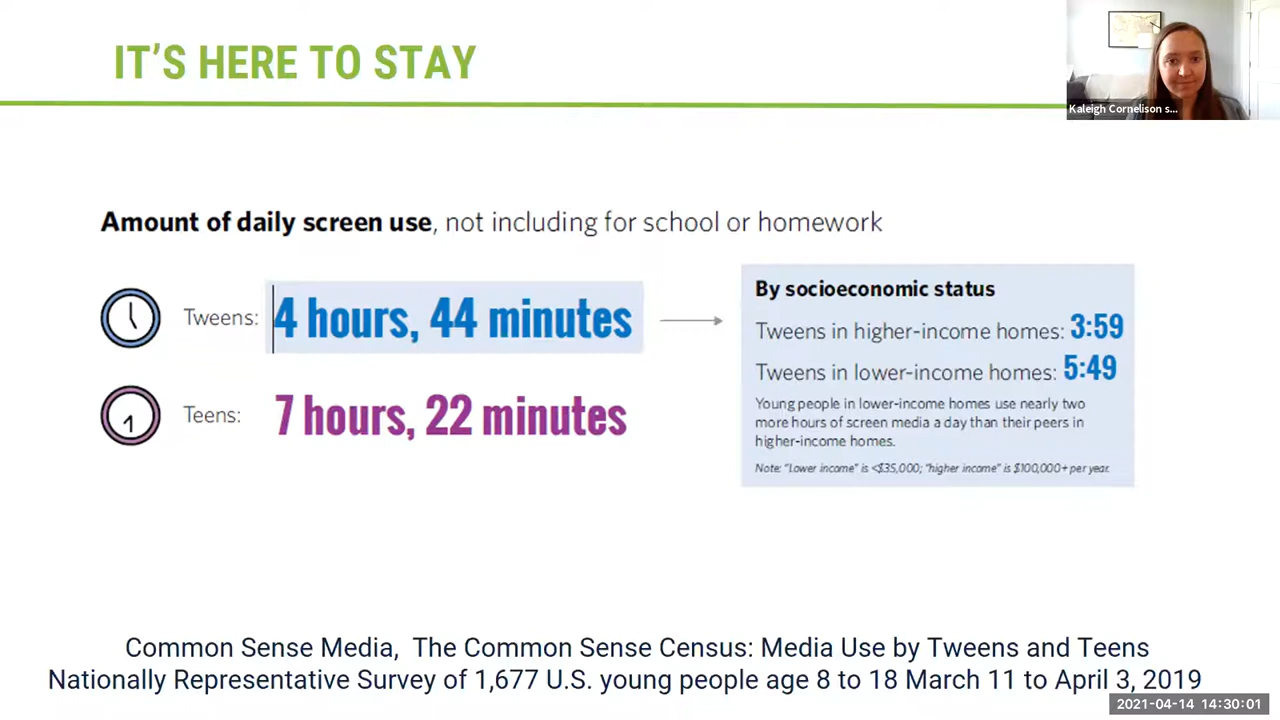 IT’S HERE TO STAY
Kaleigh Cornelison s...
Amount of daily screen use, not including for school or homework
Tweens: 4 hours, 44 minutes
Teens: 7 hours, 22 minutes
By socioeconomic status
Tweens in higher-income homes: 3:59
Tweens in lower-income homes: 5:49
Young people in lower-income homes use nearly two
more hours of screen media a day than their peers in
higher-income homes.
Note: “Lower income” is <$35,000; “higher income” is $100,000+ per year.
Common Sense Media, The Common Sense Census: Media Use by Tweens and Teens
Nationally Representative Survey of 1,677 U.S. young people age 8 to 18 March 11 to April 3, 2019
2021-04-14 14:30:01